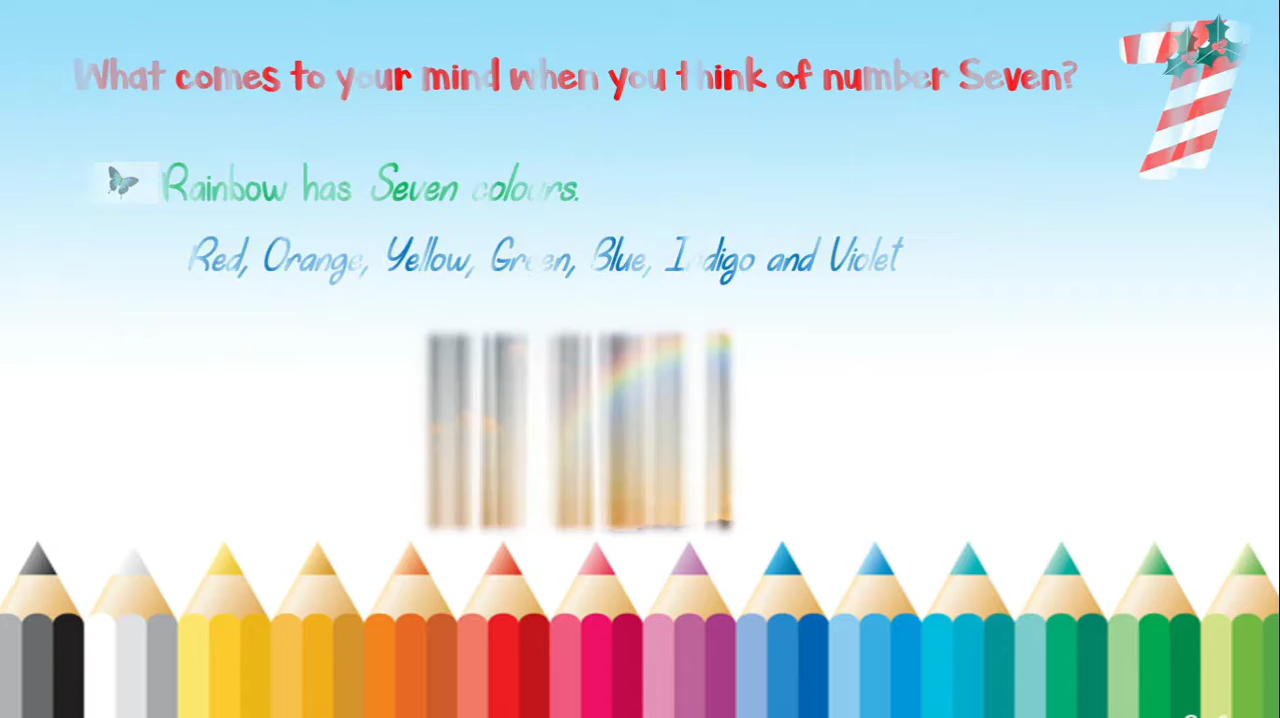 What comes to your mind when you think of number Seven?
7
Rainbow has Seven colours.
Red, Orange, Yellow, Green, Blue, Indigo and Violet